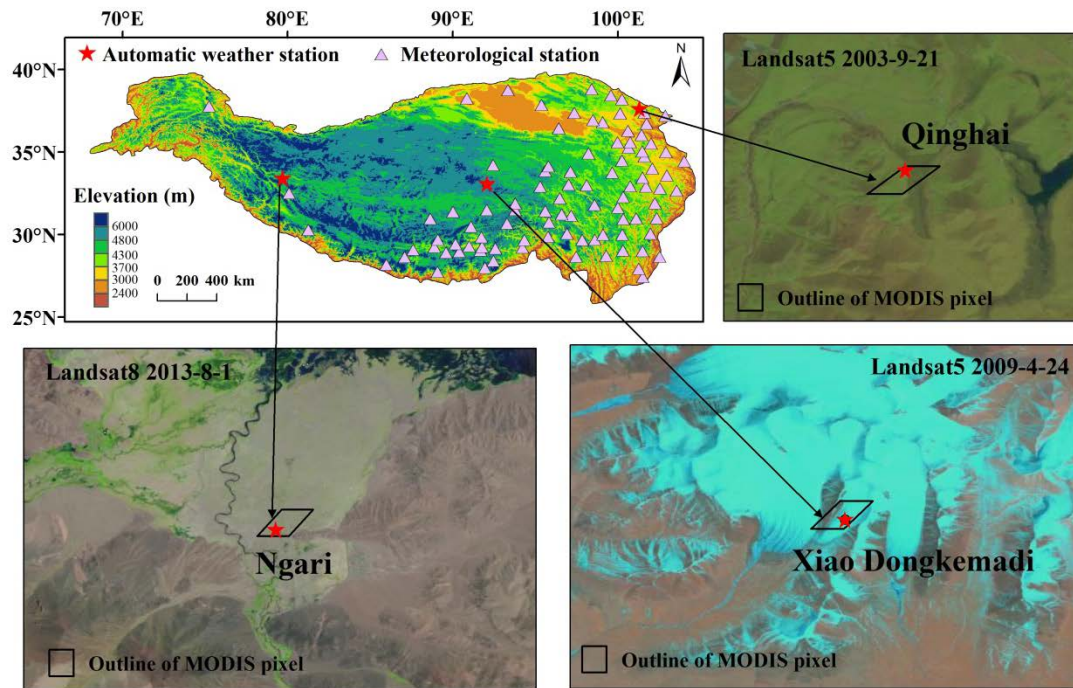 70°E 80°E 90°E 100°E
Automatic weather station Meteorological station N
40°N
35°N
30°N
25°N
Elevation (m)
6000
4800
4300
3700
3000
2400
0 200 400 km
Landsat5 2003-9-21
Qinghai
Outline of MODIS pixel
Landsat8 2013-8-1
Ngari
Outline of MODIS pixel
Landsat5 2009-4-24
Xiao Dongkemadi
Outline of MODIS pixel